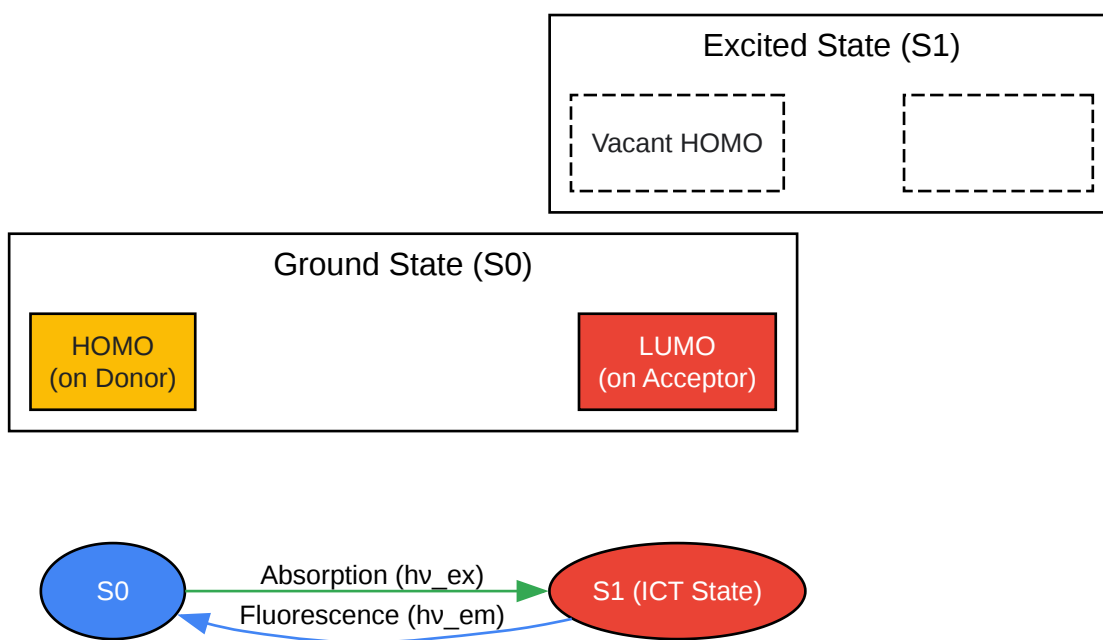 Excited State (S1)
Vacant HOMO
Ground State (S0)
HOMO
(on Donor)
LUMO
(on Acceptor)
S0
Absorption (hν_ex)
S1 (ICT State)
Fluorescence (hν_em)